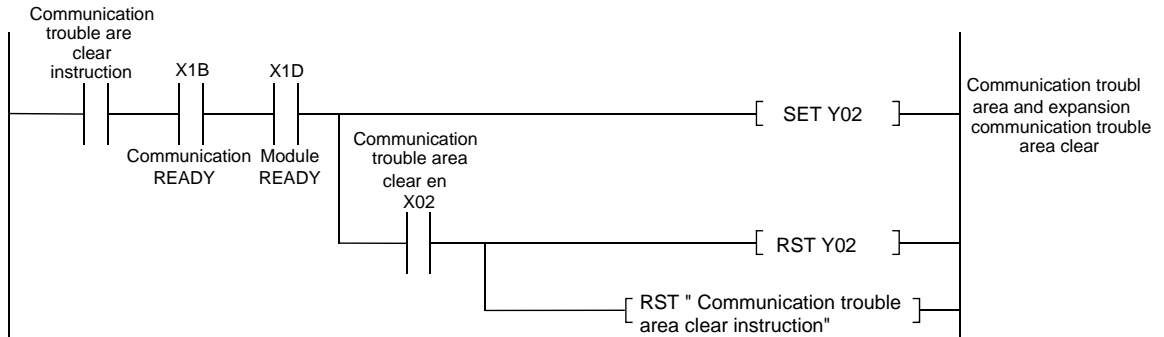 Communication
trouble are
clear
instruction
X1B
X1D
Communication
READY
Module
READY
SET Y02
Communication troubl
area and expansion
communication trouble
area clear
Communication
trouble area
clear en
X02
RST Y02
RST " Communication trouble
area clear instruction"